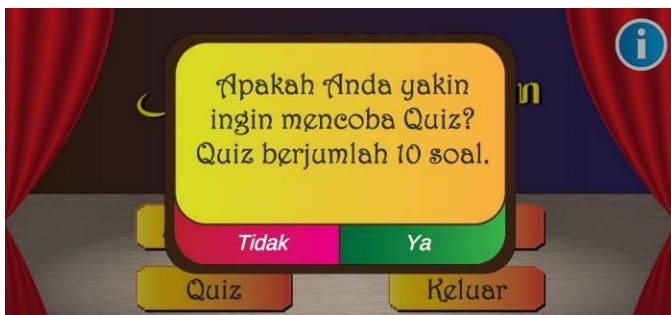 Apakah Anda yakin
ingin mencoba Quiz?
Quiz berjumlah 10 soal.
Tidak
Ya
Quiz
Keluar